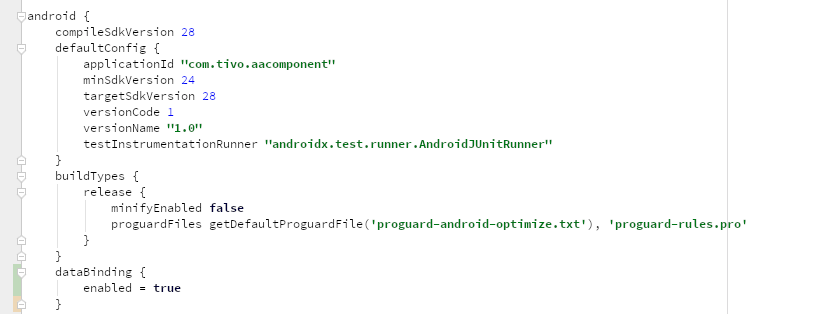 android {
    compileSdkVersion 28
    defaultConfig {
        applicationId "com.tivo.aacomponent"
        minSdkVersion 24
        targetSdkVersion 28
        versionCode 1
        versionName "1.0"
        testInstrumentationRunner "androidx.test.runner.AndroidJUnitRunner"
    }
    buildTypes {
        release {
            minifyEnabled false
            proguardFiles getDefaultProguardFile('proguard-android-optimize.txt'), 'proguard-rules.pro'
        }
    }
    dataBinding {
        enabled = true
    }